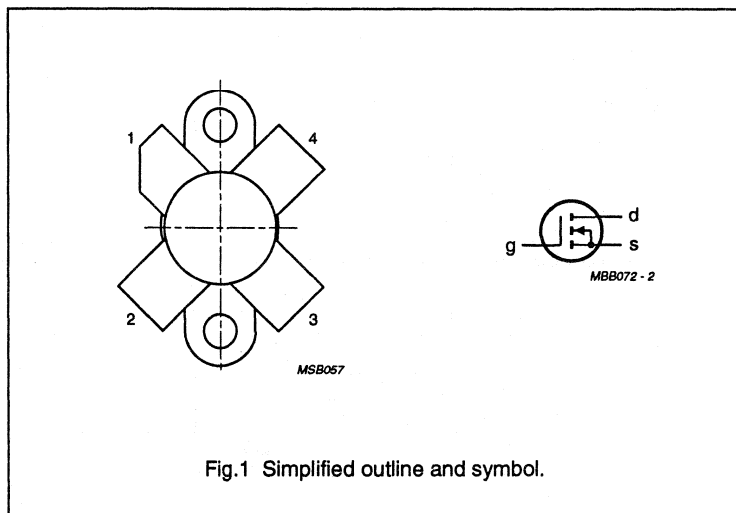 1
4
2
3
MSB057
g
d
s
MBB072 - 2
Fig.1 Simplified outline and symbol.